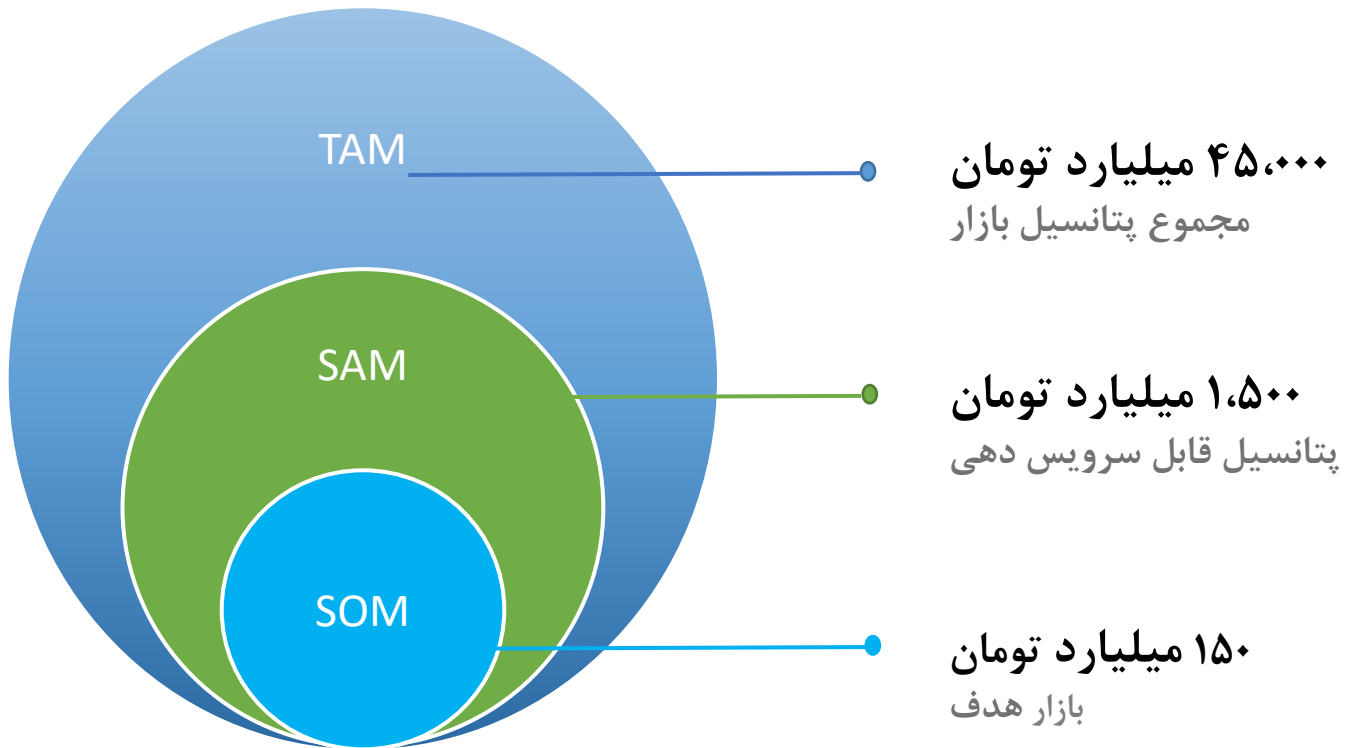 TAM
۴۵،۰۰۰ میلیارد تومان
مجموع پتانسیل بازار
SAM
۱،۵۰۰ میلیارد تومان
پتانسیل قابل سرویس دهی
SOM
۱۵۰ میلیارد تومان
بازار هدف